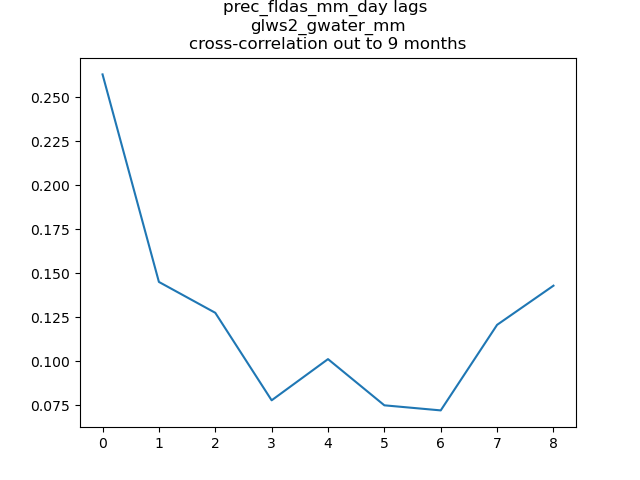 prec_fldas_mm_day lags
glws2_gwater_mm
cross-correlation out to 9 months
0.250
0.225
0.200
0.175
0.150
0.125
0.100
0.075
0 1 2 3 4 5 6 7 8